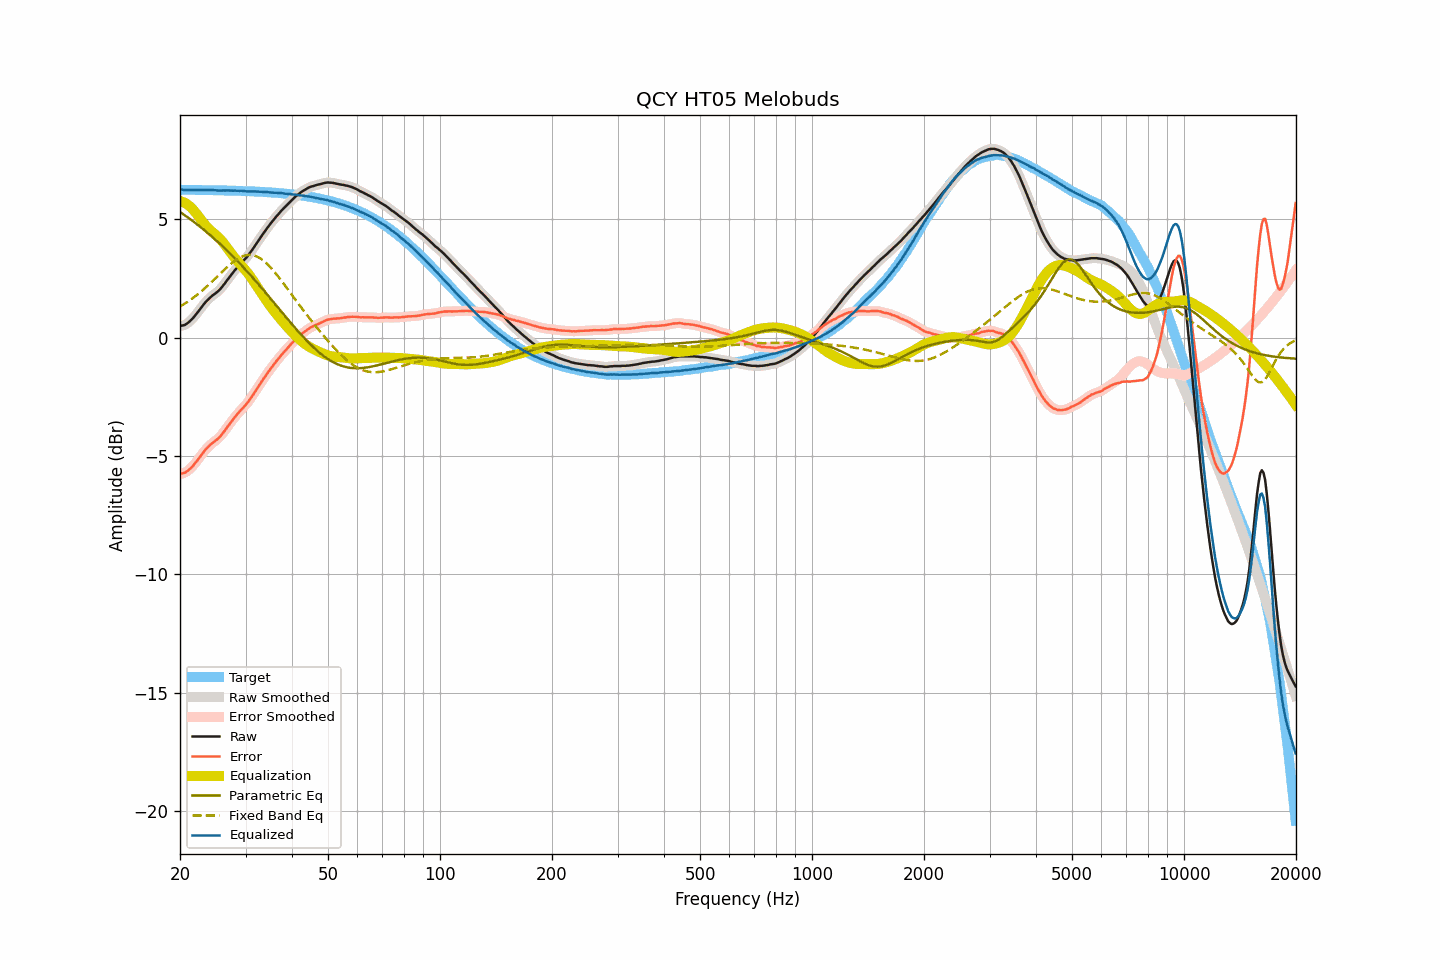 QCY HT05 Melobuds
Amplitude (dBr)
5
0
−5
−10
−15
−20
Target
Raw Smoothed
Error Smoothed
Raw
Error
Equalization
Parametric Eq
Fixed Band Eq
Equalized
20 50 100 200 500 1000 2000 5000 10000 20000
Frequency (Hz)